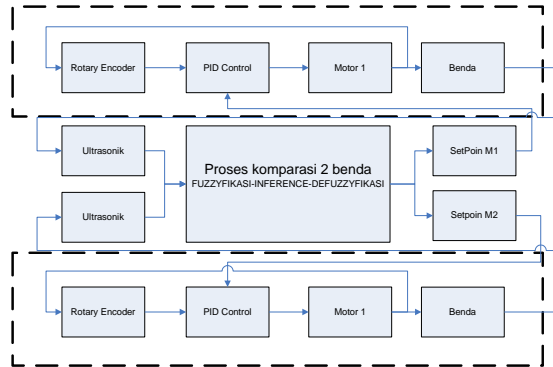 Rotary Encoder
PID Control
Motor 1
Benda
Ultrasonik
Proses komparasi 2 benda
FUZZYFIKASI-INFERENCE-DEFUZZYFIKASI
SetPoin M1
Ultrasonik
Setpoin M2
Rotary Encoder
PID Control
Motor 1
Benda